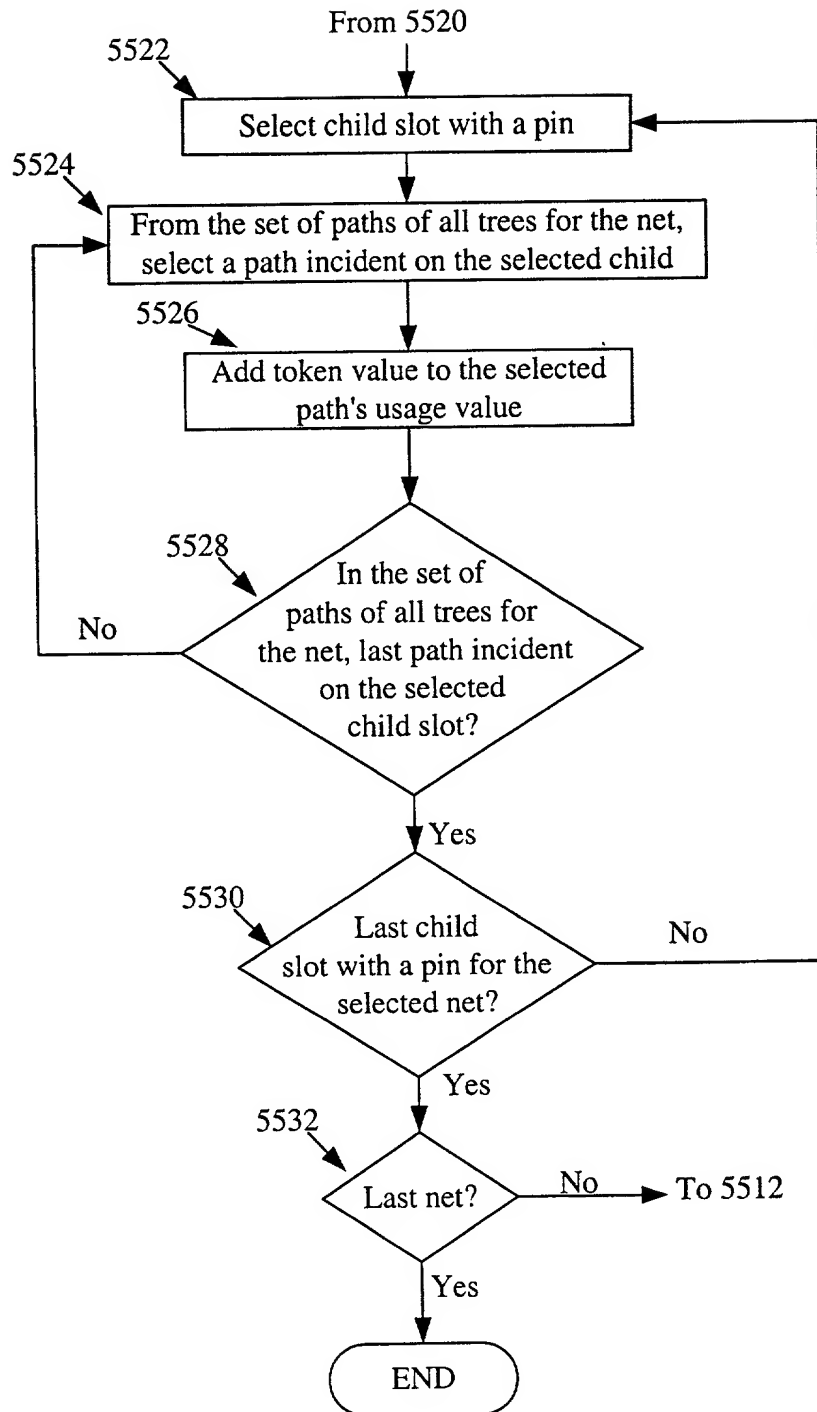 From 5520
5522
Select child slot with a pin
5524
From the set of paths of all trees for the net,
select a path incident on the selected child
5526
Add token value to the selected
path's usage value
5528
In the set of
paths of all trees for
the net, last path incident
on the selected
child slot?
No
Yes
5530
Last child
slot with a pin for the
selected net?
No
Yes
5532
Last net?
No
To 5512
Yes
END